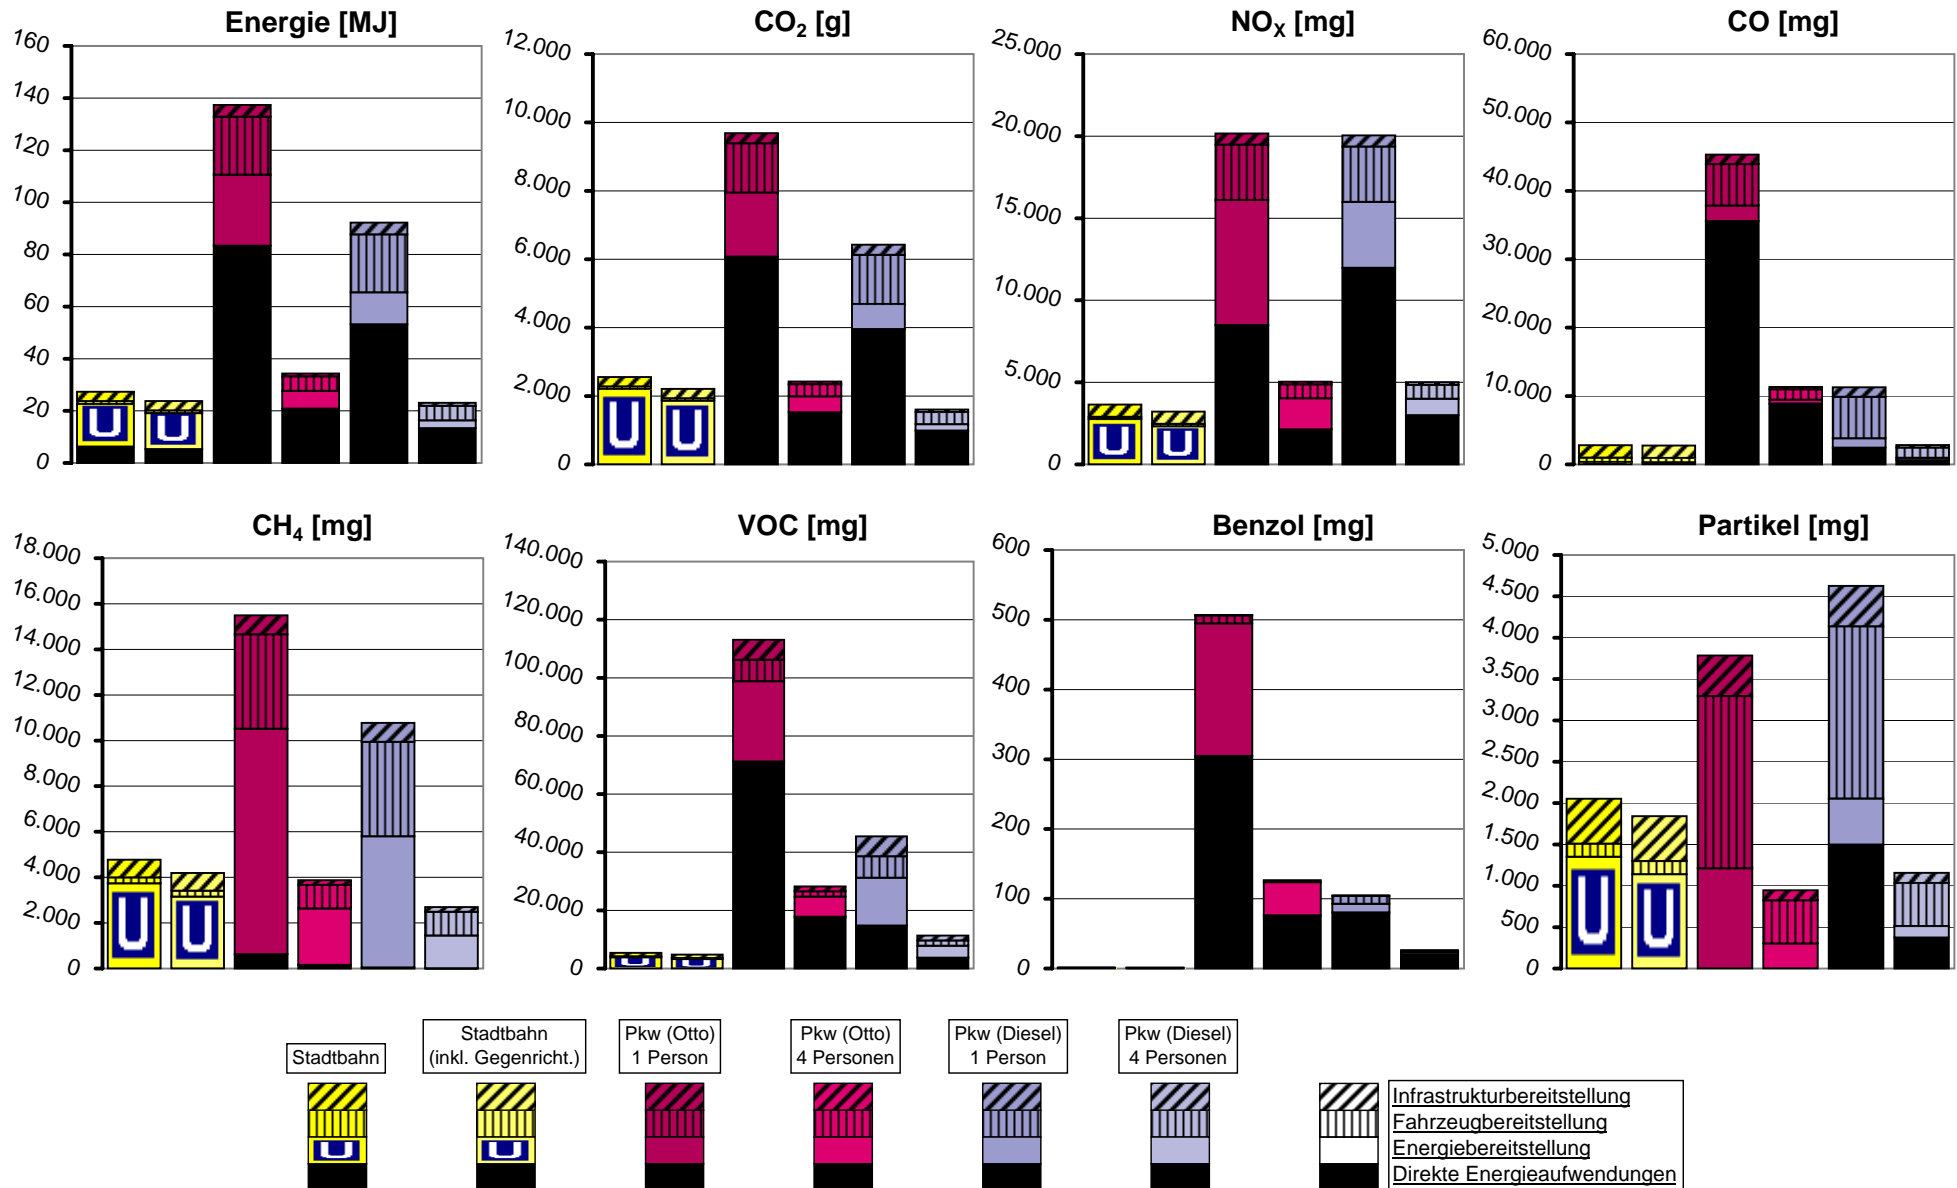 Energie [MJ]
160
140
120
100
80
60
40
20
0
U
U
CO₂ [g]
12.000
10.000
8.000
6.000
4.000
2.000
0
U
U
NOX [mg]
25.000
20.000
15.000
10.000
5.000
0
U
U
CO [mg]
60.000
50.000
40.000
30.000
20.000
10.000
0
CH₄ [mg]
18.000
16.000
14.000
12.000
10.000
8.000
6.000
4.000
2.000
0
U
U
VOC [mg]
140.000
120.000
100.000
80.000
60.000
40.000
20.000
0
U
U
Benzol [mg]
600
500
400
300
200
100
0
Partikel [mg]
5.000
4.500
4.000
3.500
3.000
2.500
2.000
1.500
1.000
500
0
U
U
Stadtbahn
Stadtbahn
(inkl. Gegenricht.)
Pkw (Otto)
1 Person
Pkw (Otto)
4 Personen
Pkw (Diesel)
1 Person
Pkw (Diesel)
4 Personen
U
U
Infrastrukturbereitstellung
Fahrzeugbereitstellung
Energiebereitstellung
Direkte Energieaufwendungen